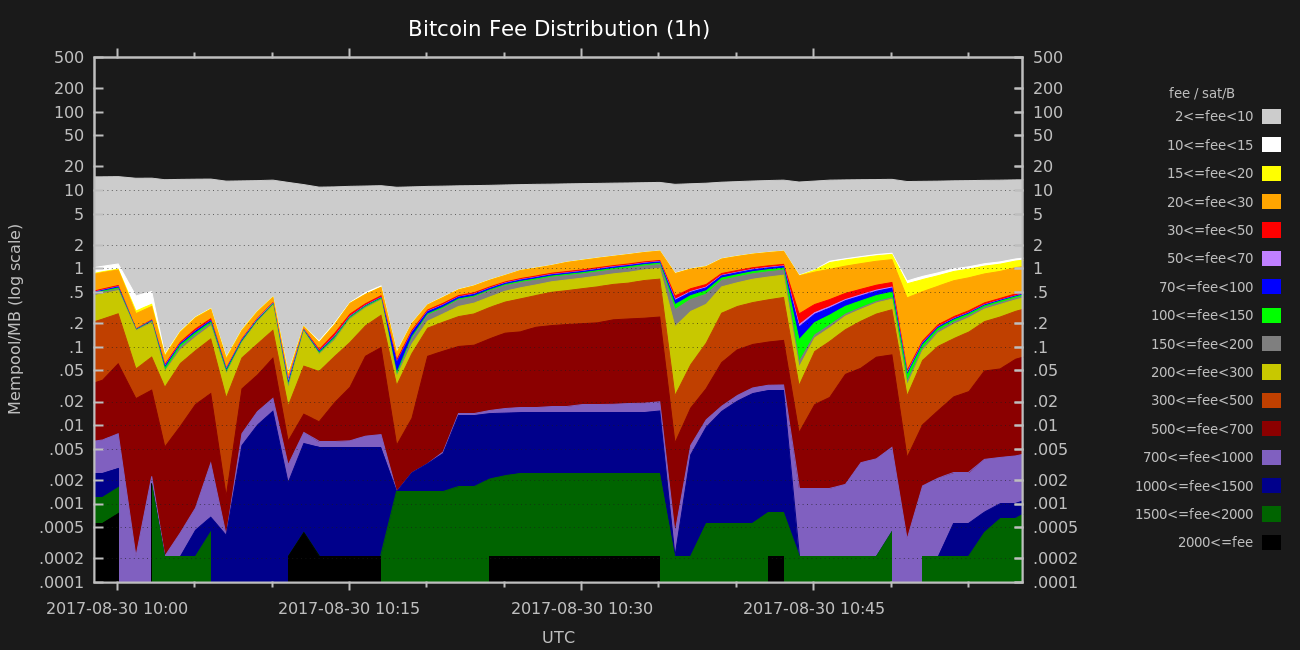 Bitcoin Fee Distribution (1h)
500 500
200 200
100 100
50 50
20 20
10 10
5 5
2 2
1 1
.5 .5
.2 .2
.1 .1
.05 .05
.02 .02
.01 .01
.005 .005
.002 .002
.001 .001
.0005 .0005
.0002 .0002
.0001 .0001
Mempool/MB (log scale)
2017-08-30 10:00 2017-08-30 10:15 2017-08-30 10:30 2017-08-30 10:45
UTC
fee / sat/B
2<=fee<10
10<=fee<15
15<=fee<20
20<=fee<30
30<=fee<50
50<=fee<70
70<=fee<100
100<=fee<150
150<=fee<200
200<=fee<300
300<=fee<500
500<=fee<700
700<=fee<1000
1000<=fee<1500
1500<=fee<2000
2000<=fee